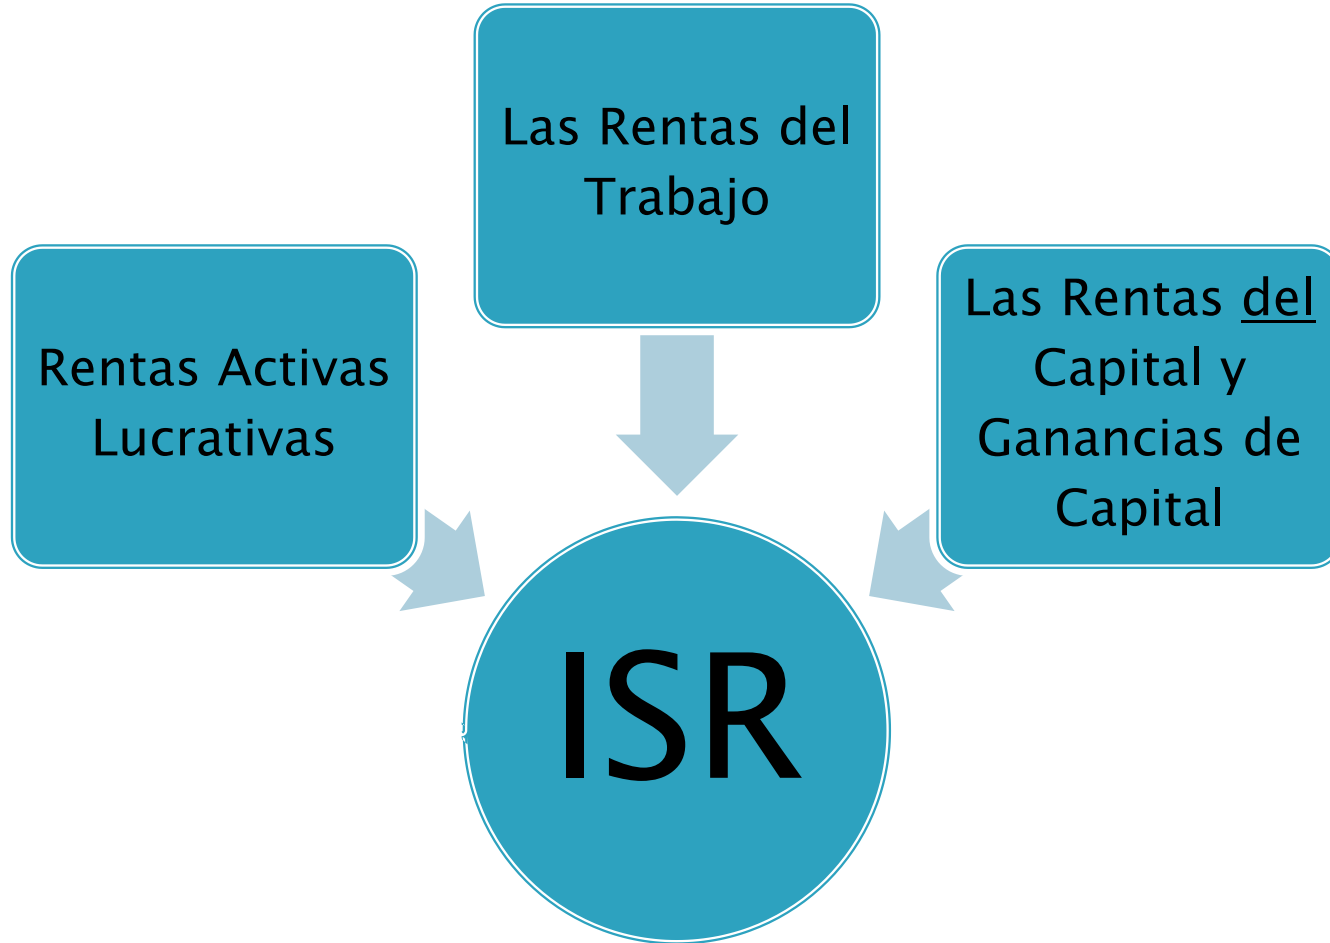 Las Rentas del
Trabajo
Rentas Activas
Lucrativas
Las Rentas del
Capital y
Ganancias de
Capital
ISR